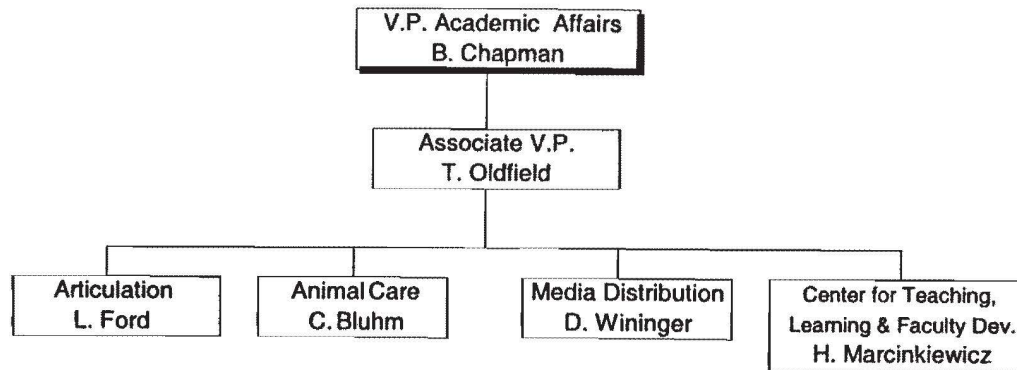 V.P. Academic Affairs
B. Chapman
Associate V.P.
T. Oldfield
Articulation
L. Ford
Animal Care
C. Bluhm
Media Distribution
D. Wininger
Center for Teaching,
Learning & Faculty Dev.
H. Marcinkiewicz